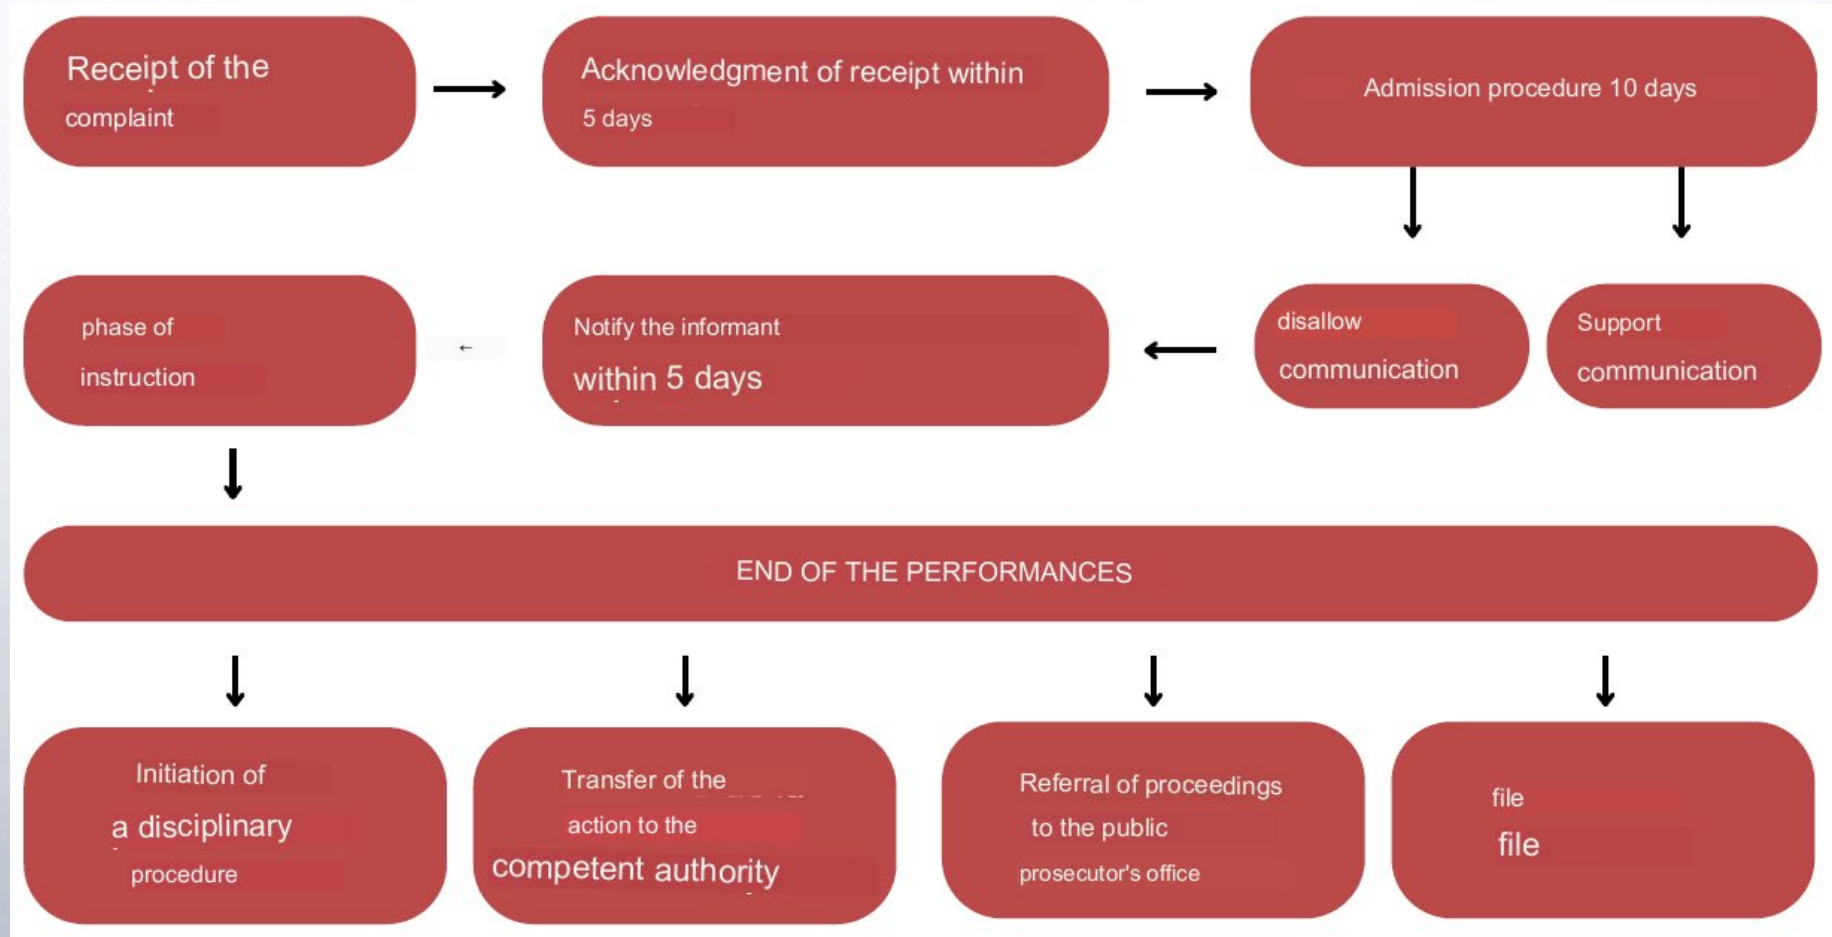 Receipt of the
complaint
Acknowledgment of receipt within
5 days
Admission procedure 10 days
phase of
instruction
Notify the informant
within 5 days
disallow
communication
Support
communication
END OF THE PERFORMANCES
Initiation of
a disciplinary
procedure
Transfer of the
action to the
competent authority
Referral of proceedings
to the public
prosecutor's office
file
file